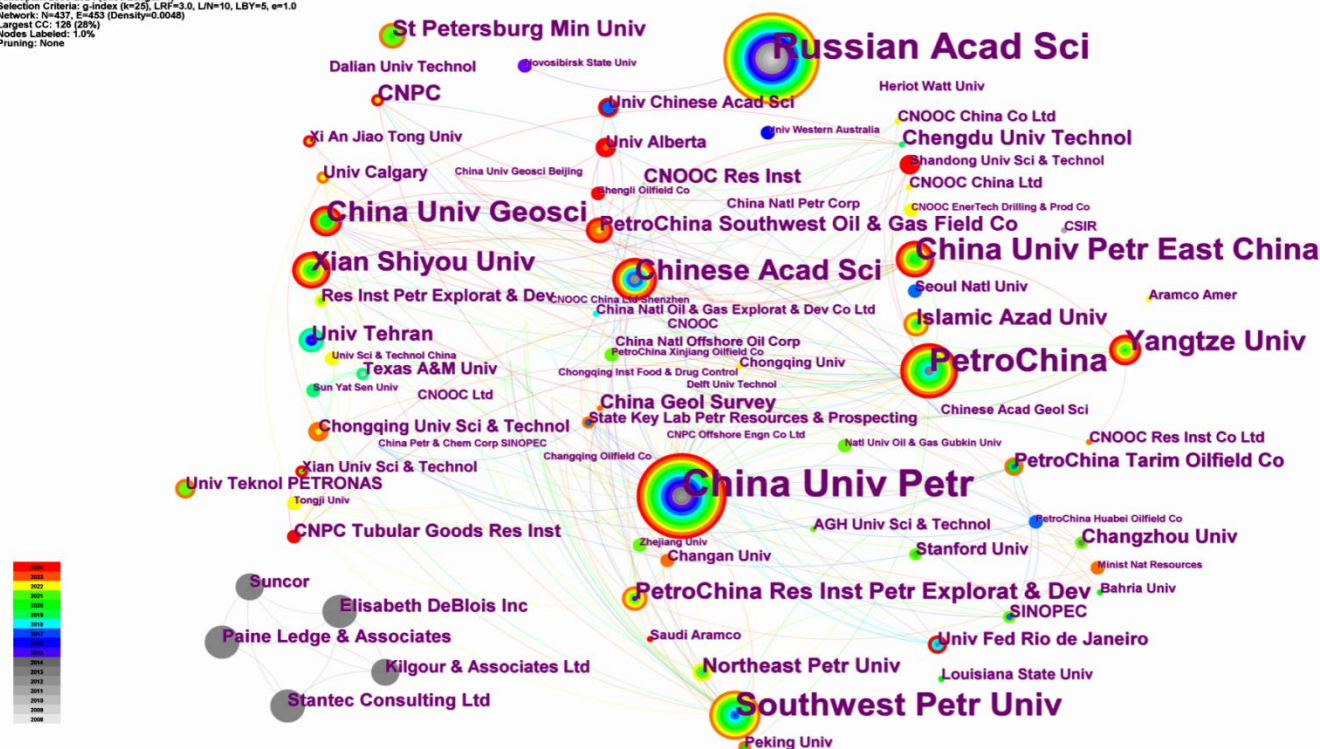 Selection Criteria: g-index (k=25), LRF=3.0, L/N=10, LBY=5, e=1.0
Network: N=437, E=453 (Density=0.0048)
Largest CC: 126 (28%)
Nodes Labeled: 1.0%
Pruning: None
St Petersburg Min Univ
Russian Acad Sci
Dalian Univ Technol
Novosibirsk State Univ
Heriot Watt Univ
CNPC
Univ Chinese Acad Sci
CNOOC China Co Ltd
Xi An Jiao Tong Univ
Univ Alberta
Univ Western Australia
Chengdu Univ Technol
Shandong Univ Sci & Technol
Univ Calgary
China Univ Geosci Beijing
CNOOC Res Inst
CNOOC China Ltd
Shengli Oilfield Co
China Natl Petr Corp
CNOOC EnerTech Drilling & Prod Co
China Univ Geosci
PetroChina Southwest Oil & Gas Field Co
CSIR
China Univ Petr East China
Xian Shiyou Univ
Chinese Acad Sci
Seoul Natl Univ
Res Inst Petr Explorat & Dev
CNOOC China Ltd Shenzhen
Aramco Amer
China Natl Oil & Gas Explorat & Dev Co Ltd
CNOOC
Islamic Azad Univ
Univ Tehran
China Natl Offshore Oil Corp
Yangtze Univ
Univ Sci & Technol China
PetroChina Xinjiang Oilfield Co
PetroChina
Texas A&M Univ
Chongqing Inst Food & Drug Control
Chongqing Univ
Sun Yat Sen Univ
CNOOC Ltd
Delft Univ Technol
China Geol Survey
Chinese Acad Geol Sci
Chongqing Univ Sci & Technol
State Key Lab Petr Resources & Prospecting
China Petr & Chem Corp SINOPEC
CNPC Offshore Engn Co Ltd
Natl Univ Oil & Gas Gubkin Univ
CNOOC Res Inst Co Ltd
Changqing Oilfield Co
Xian Univ Sci & Technol
PetroChina Tarim Oilfield Co
Univ Teknol PETRONAS
China Univ Petr
Tongji Univ
CNPC Tubular Goods Res Inst
AGH Univ Sci & Technol
PetroChina Huabei Oilfield Co
Changzhou Univ
Zhejiang Univ
Changan Univ
Stanford Univ
Minist Nat Resources
Suncor
PetroChina Res Inst Petr Explorat & Dev
Bahria Univ
Elisabeth DeBlois Inc
SINOPEC
Paine Ledge & Associates
Saudi Aramco
Univ Fed Rio de Janeiro
Kilgour & Associates Ltd
Northeast Petr Univ
Louisiana State Univ
Stantec Consulting Ltd
Southwest Petr Univ
Peking Univ
2023
2022
2021
2020
2019
2018
2017
2014
2013
2012
2011
2010
2009
2008